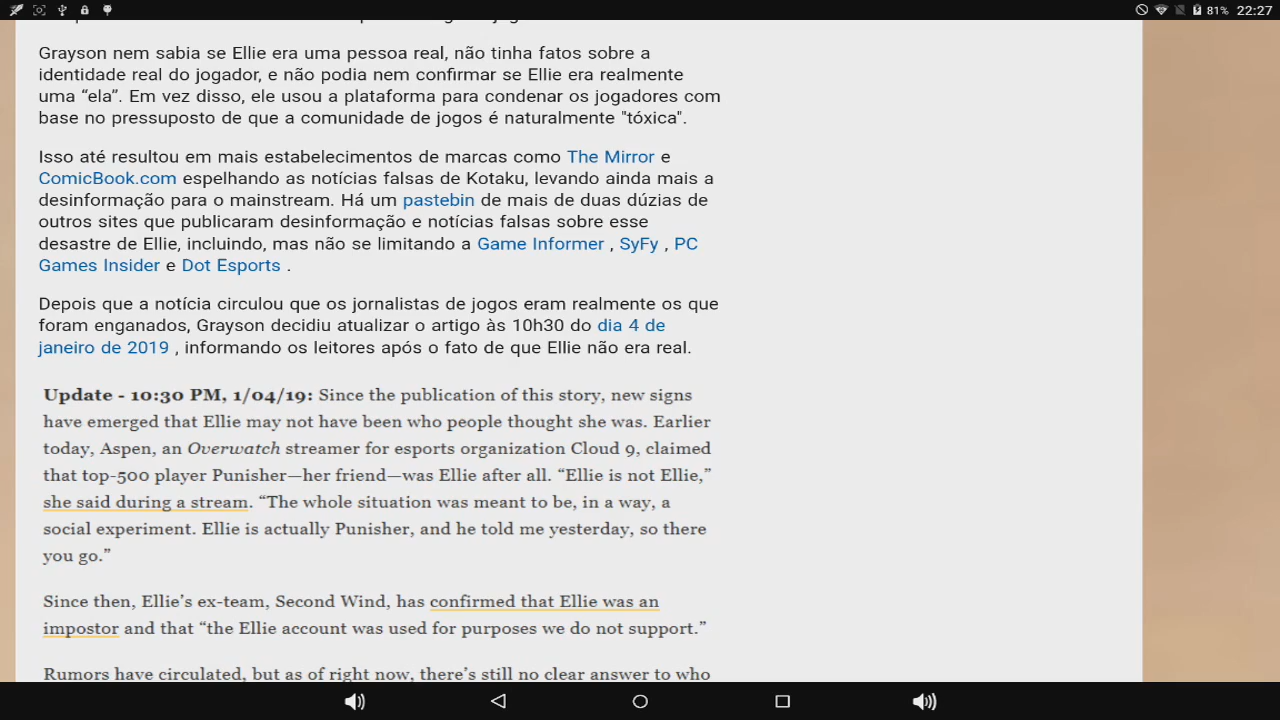 81% 22:27
Grayson nem sabia se Ellie era uma pessoa real, não tinha fatos sobre a
identidade real do jogador, e não podia nem confirmar se Ellie era realmente
uma “ela”. Em vez disso, ele usou a plataforma para condenar os jogadores com
base no pressuposto de que a comunidade de jogos é naturalmente "tóxica".
Isso até resultou em mais estabelecimentos de marcas como The Mirror e
ComicBook.com espelhando as notícias falsas de Kotaku, levando ainda mais a
desinformação para o mainstream. Há um pastebin de mais de duas dúzias de
outros sites que publicaram desinformação e notícias falsas sobre esse
desastre de Ellie, incluindo, mas não se limitando a Game Informer , SyFy , PC
Games Insider e Dot Esports .
Depois que a notícia circulou que os jornalistas de jogos eram realmente os que
foram enganados, Grayson decidiu atualizar o artigo às 10h30 do dia 4 de
janeiro de 2019 , informando os leitores após o fato de que Ellie não era real.
Update - 10:30 PM, 1/04/19: Since the publication of this story, new signs
have emerged that Ellie may not have been who people thought she was. Earlier
today, Aspen, an Overwatch streamer for esports organization Cloud 9, claimed
that top-500 player Punisher—her friend—was Ellie after all. “Ellie is not Ellie,”
she said during a stream. “The whole situation was meant to be, in a way, a
social experiment. Ellie is actually Punisher, and he told me yesterday, so there
you go.”
Since then, Ellie’s ex-team, Second Wind, has confirmed that Ellie was an
impostor and that “the Ellie account was used for purposes we do not support.”
Rumors have circulated, but as of right now, there’s still no clear answer to who